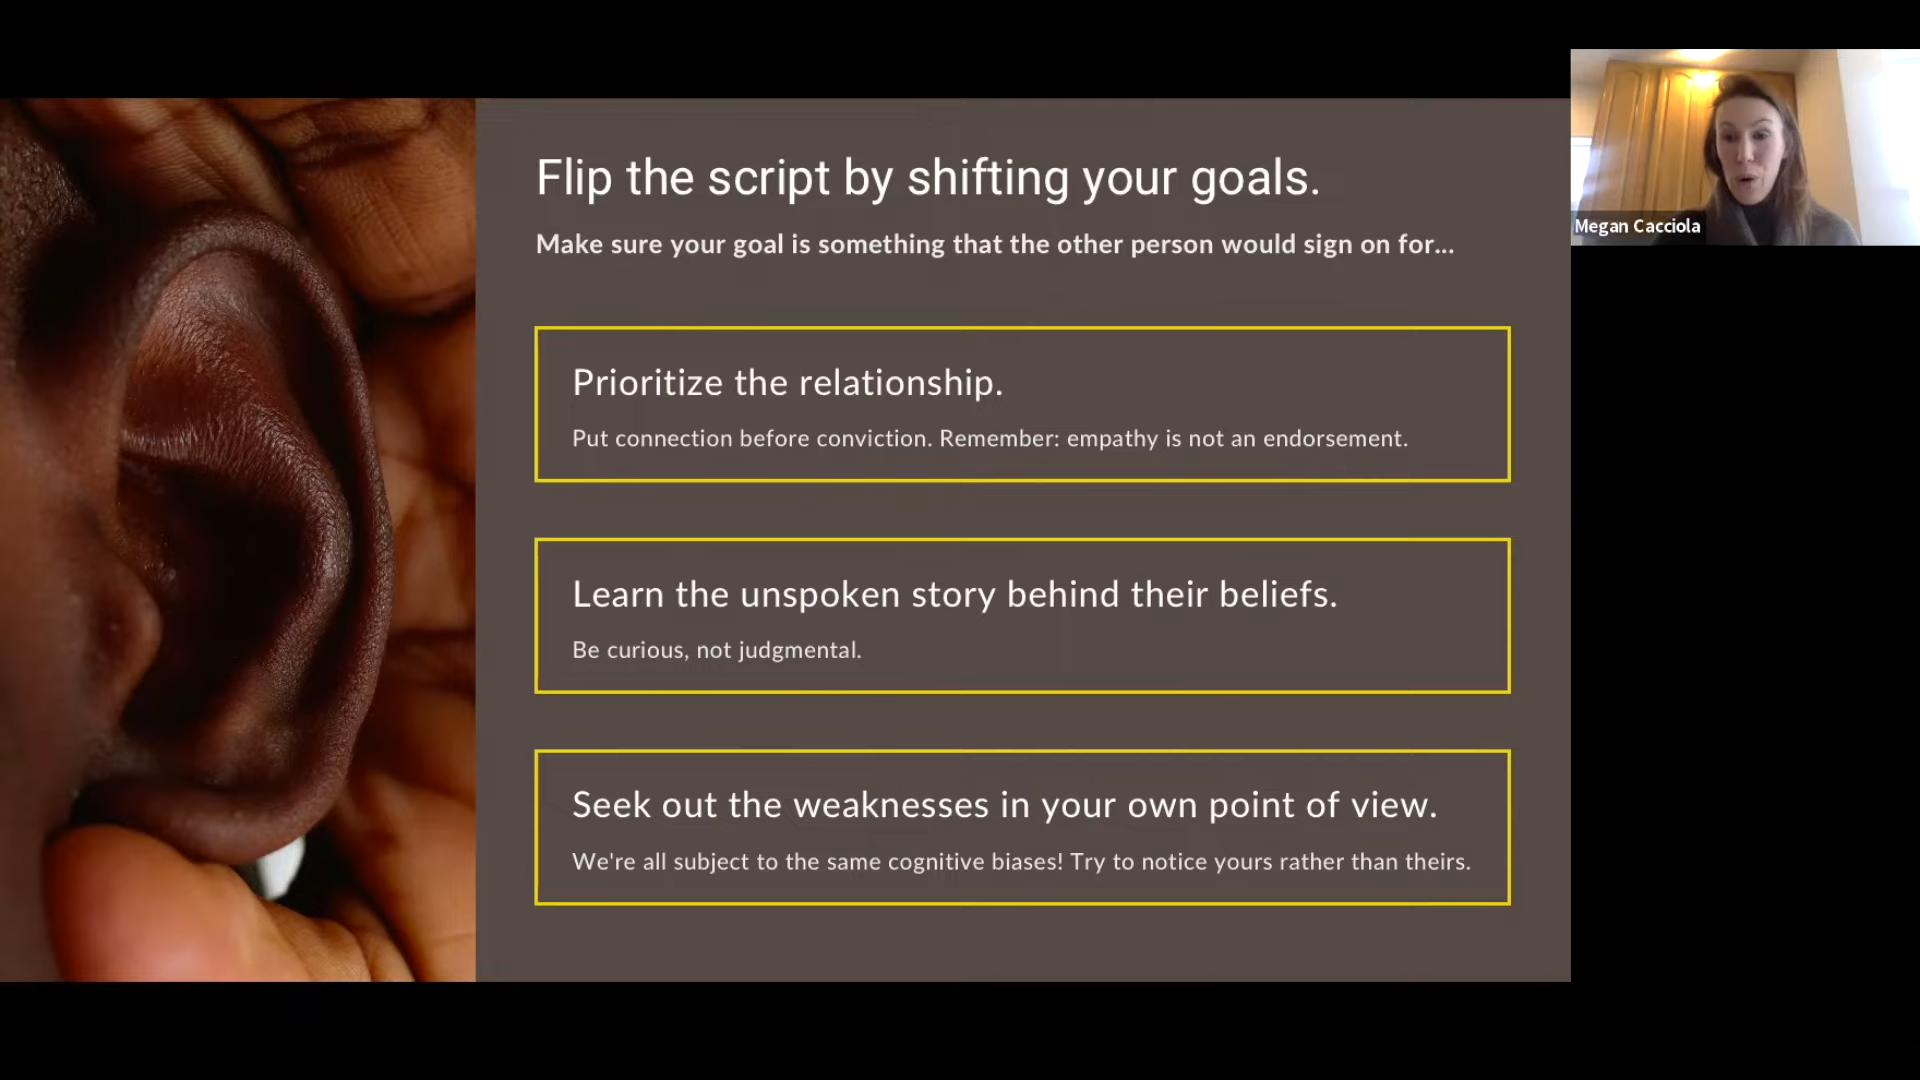 Flip the script by shifting your goals.
Make sure your goal is something that the other person would sign on for...
Prioritize the relationship.
Put connection before conviction. Remember: empathy is not an endorsement.
Learn the unspoken story behind their beliefs.
Be curious, not judgmental.
Seek out the weaknesses in your own point of view.
We're all subject to the same cognitive biases! Try to notice yours rather than theirs.
Megan Cacciola